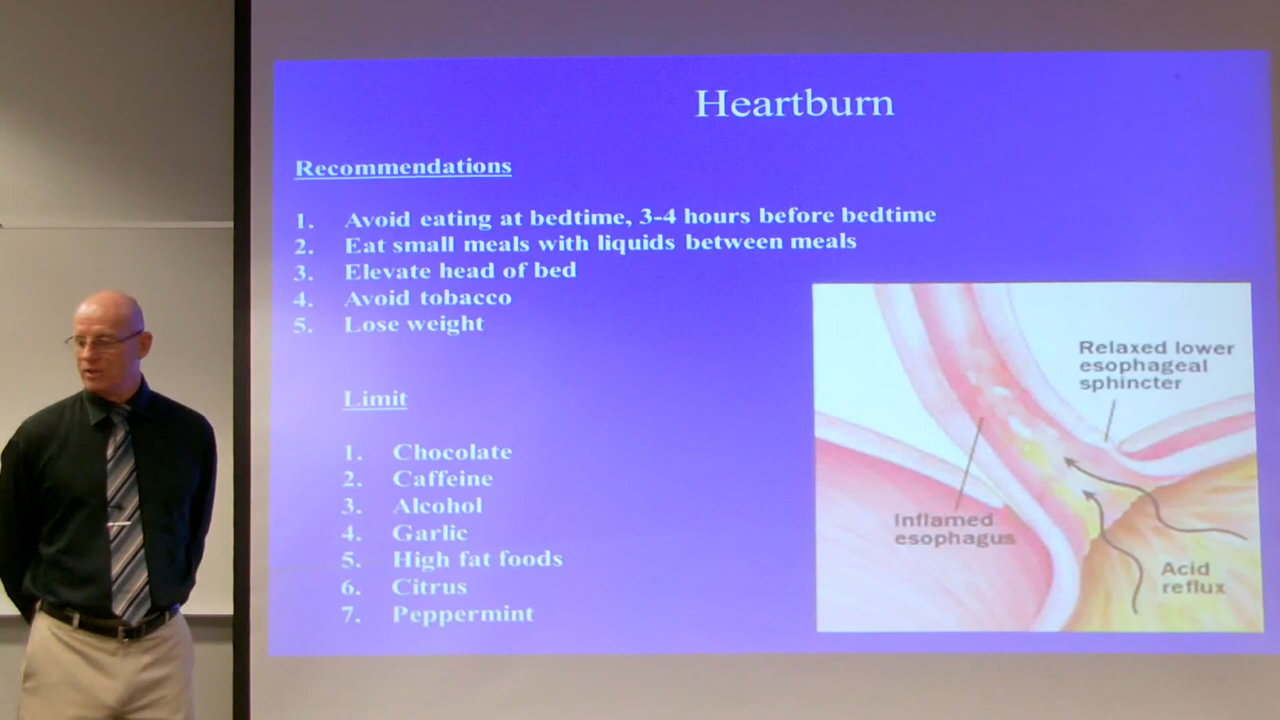 Heartburn
Recommendations
1. Avoid eating at bedtime, 3-4 hours before bedtime
2. Eat small meals with liquids between meals
3. Elevate head of bed
4. Avoid tobacco
5. Lose weight
Limit
1. Chocolate
2. Caffeine
3. Alcohol
4. Garlic
5. High fat foods
6. Citrus
7. Peppermint
Relaxed lower
esophageal
sphincter
Inflamed
esophagus
Acid
reflux